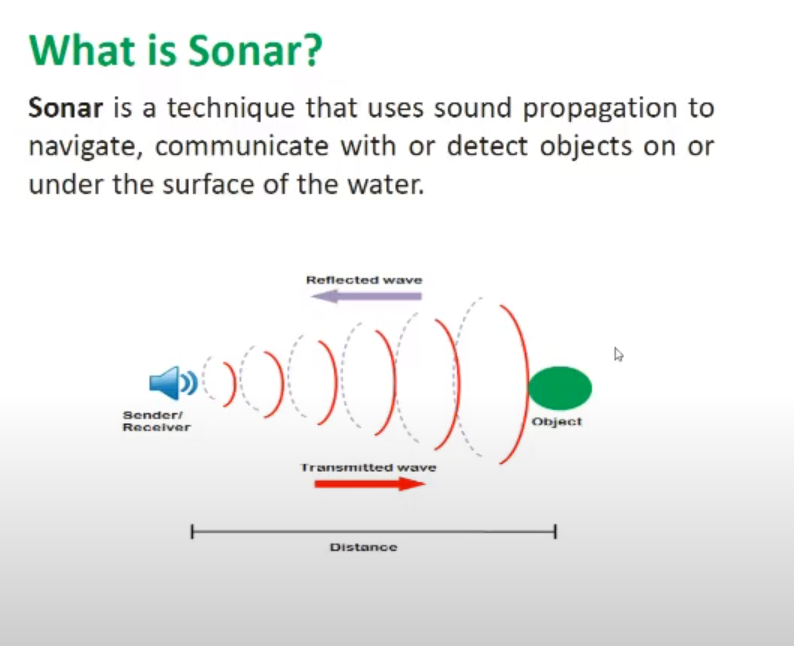 What is Sonar?
Sonar is a technique that uses sound propagation to
navigate, communicate with or detect objects on or
under the surface of the water.
Reflected wave
Sender/
Receiver
Object
Transmitted wave
Distance